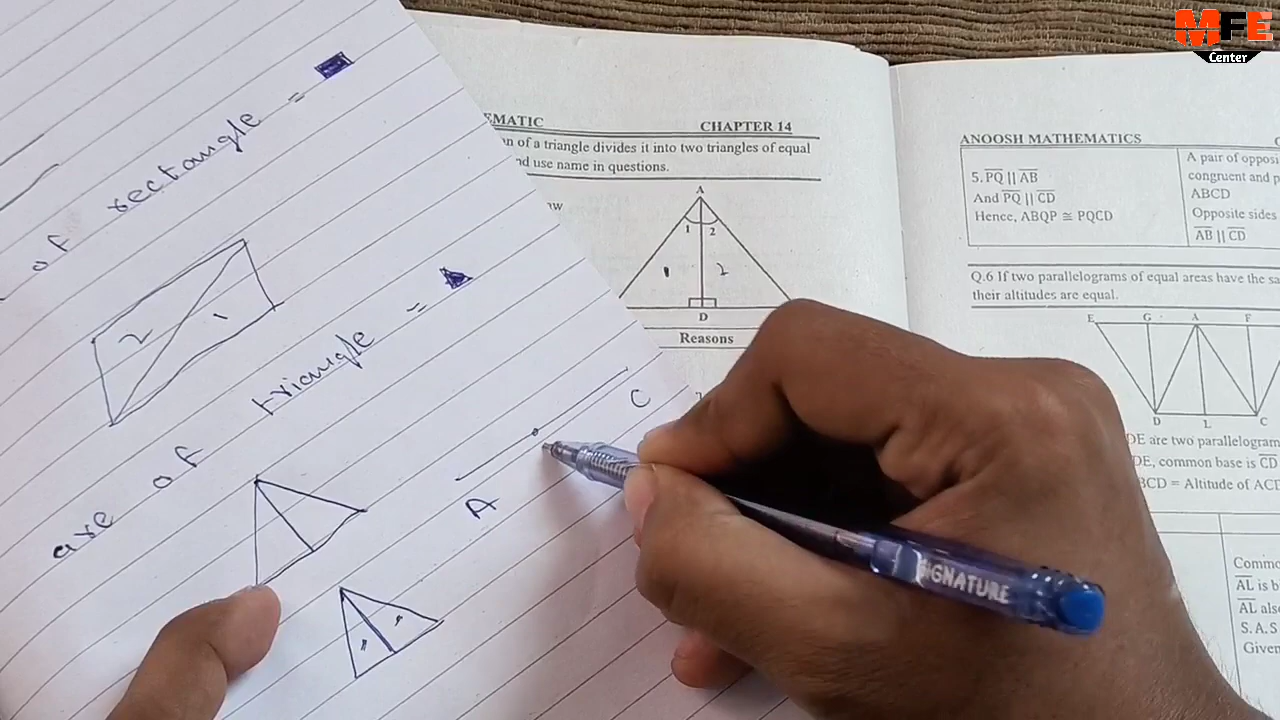 MFE
Center
of rectangle =
2 1
are of triangle =
A C
EMATIC CHAPTER 14
n of a triangle divides it into two triangles of equal
nd use name in questions.
A
1 2
1 2
D
Reasons
SIGNATURE
ANOOSH MATHEMATICS
5. PQ || AB
And PQ || CD
Hence, ABQP ≅ PQCD
A pair of opposi
congruent and p
ABCD
Opposite sides
AB || CD
Q.6 If two parallelograms of equal areas have the sa
their altitudes are equal.
E G A F
D L C
DE are two parallelogram
DE, common base is CD
BCD = Altitude of ACF
Commo
AL is b
AL also
S.A.S
Given